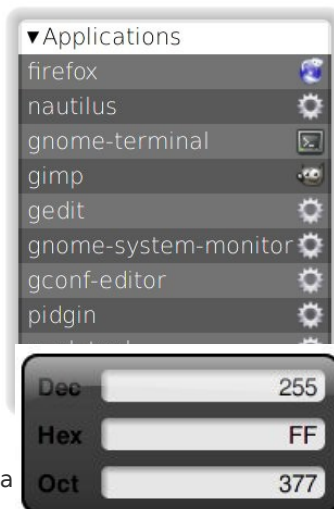 ▼Applications
firefox
nautilus
gnome-terminal
gimp
gedit
gnome-system-monitor
gconf-editor
pidgin
Dec 255
Hex FF
a Oct 377